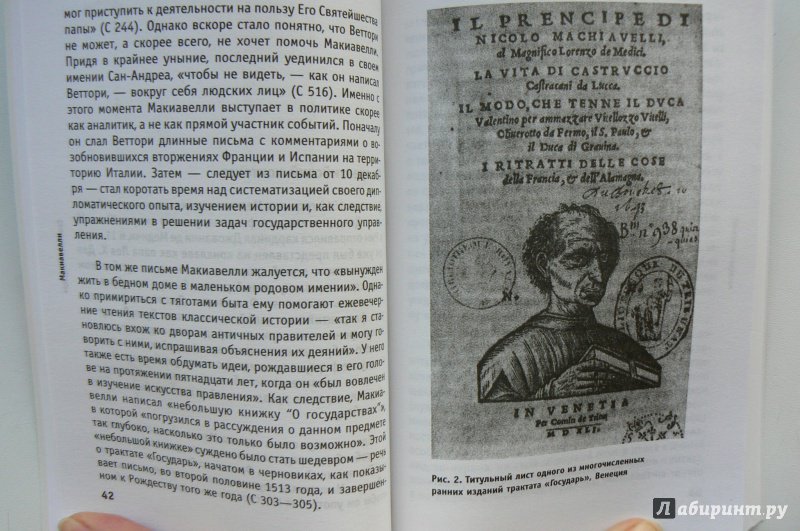 мог приступить к деятельности на пользу Его Святейшества
папы» (С 244). Однако вскоре стало понятно, что Веттори
не может, а скорее всего, не хочет помочь Макиавелли.
Придя в крайнее уныние, последний уединился в своем
имении Сан-Андреа, «чтобы не видеть, — как он написал
Веттори, — вокруг себя людских лиц» (С 516). Именно с
этого момента Макиавелли выступает в политике скорее
как аналитик, а не как прямой участник событий. Поначалу
он слал Веттори длинные письма с комментариями о во-
зобновившихся вторжениях Франции и Испании на тер-
риторию Италии. Затем — следует из письма от 10 декаб-
ря — стал коротать время над систематизацией своего дип-
ломатического опыта, изучением истории и, как следствие,
упражнениями в решении задач государственного управ-
ления.
В том же письме Макиавелли жалуется, что «вынужден
жить в бедном доме в маленьком родовом имении». Одна-
ко примириться с тяготами быта ему помогают ежевечер-
ние чтения текстов классической истории — «так я ста-
новлюсь вхож ко дворам античных правителей и могу го-
ворить с ними, испрашивая объяснения их деяний». У него
также есть время обдумать идеи, рождавшиеся в его голо-
ве на протяжении пятнадцати лет, когда он «был вовлечен
в изучение искусства правления». Как следствие, Макиа-
велли написал «небольшую книжку “О государствах”»,
в которой «погрузился в рассуждения о данном предмете
так глубоко, насколько это только было возможно». Этой
«небольшой книжке» суждено было стать шедевром — речь
о трактате «Государь», начатом в черновиках, как показы-
вает письмо, во второй половине 1513 года, и завершен-
ном к Рождеству того же года (С 303—305).
42
Макиавелли
IL PRENCIPE DI
NICOLO MACHIAVELLI,
al Magnifico Lorenzo de Medici.
LA VITA DI CASTRVCCIO
Castracani da Lucca.
IL MODO, CHE TENNE IL DVCA
Valentino per ammazzare Vitellozzo Vitelli,
Oliuerotto da Fermo, il S. Paulo, &
il Duca di Grauina.
I RITRATTI DELLE COSE
della Francia, & dell'Alamagna.
N.
IN VENETIA
M D XLI.
Рис. 2. Титульный лист одного из многочисленных
ранних изданий трактата «Государь», Венеция
Лабиринт.ру